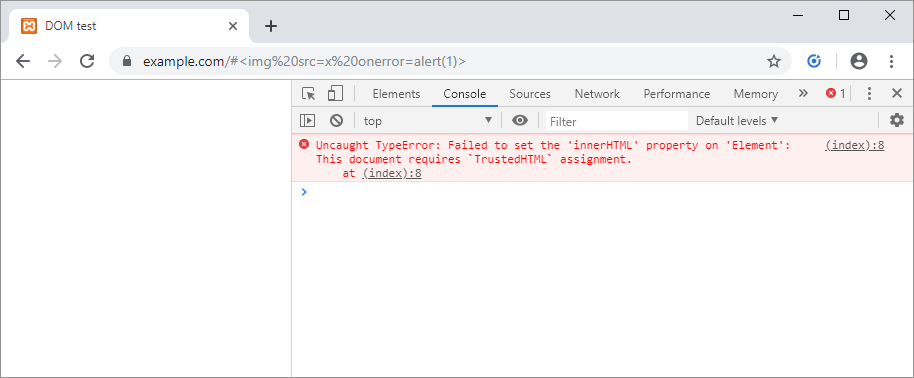 DOM test
example.com/#<img%20src=x%20onerror=alert(1)>
Elements Console Sources Network Performance Memory » 1
top Filter Default levels
Uncaught TypeError: Failed to set the 'innerHTML' property on 'Element': (index):8
This document requires `TrustedHTML` assignment.
at (index):8